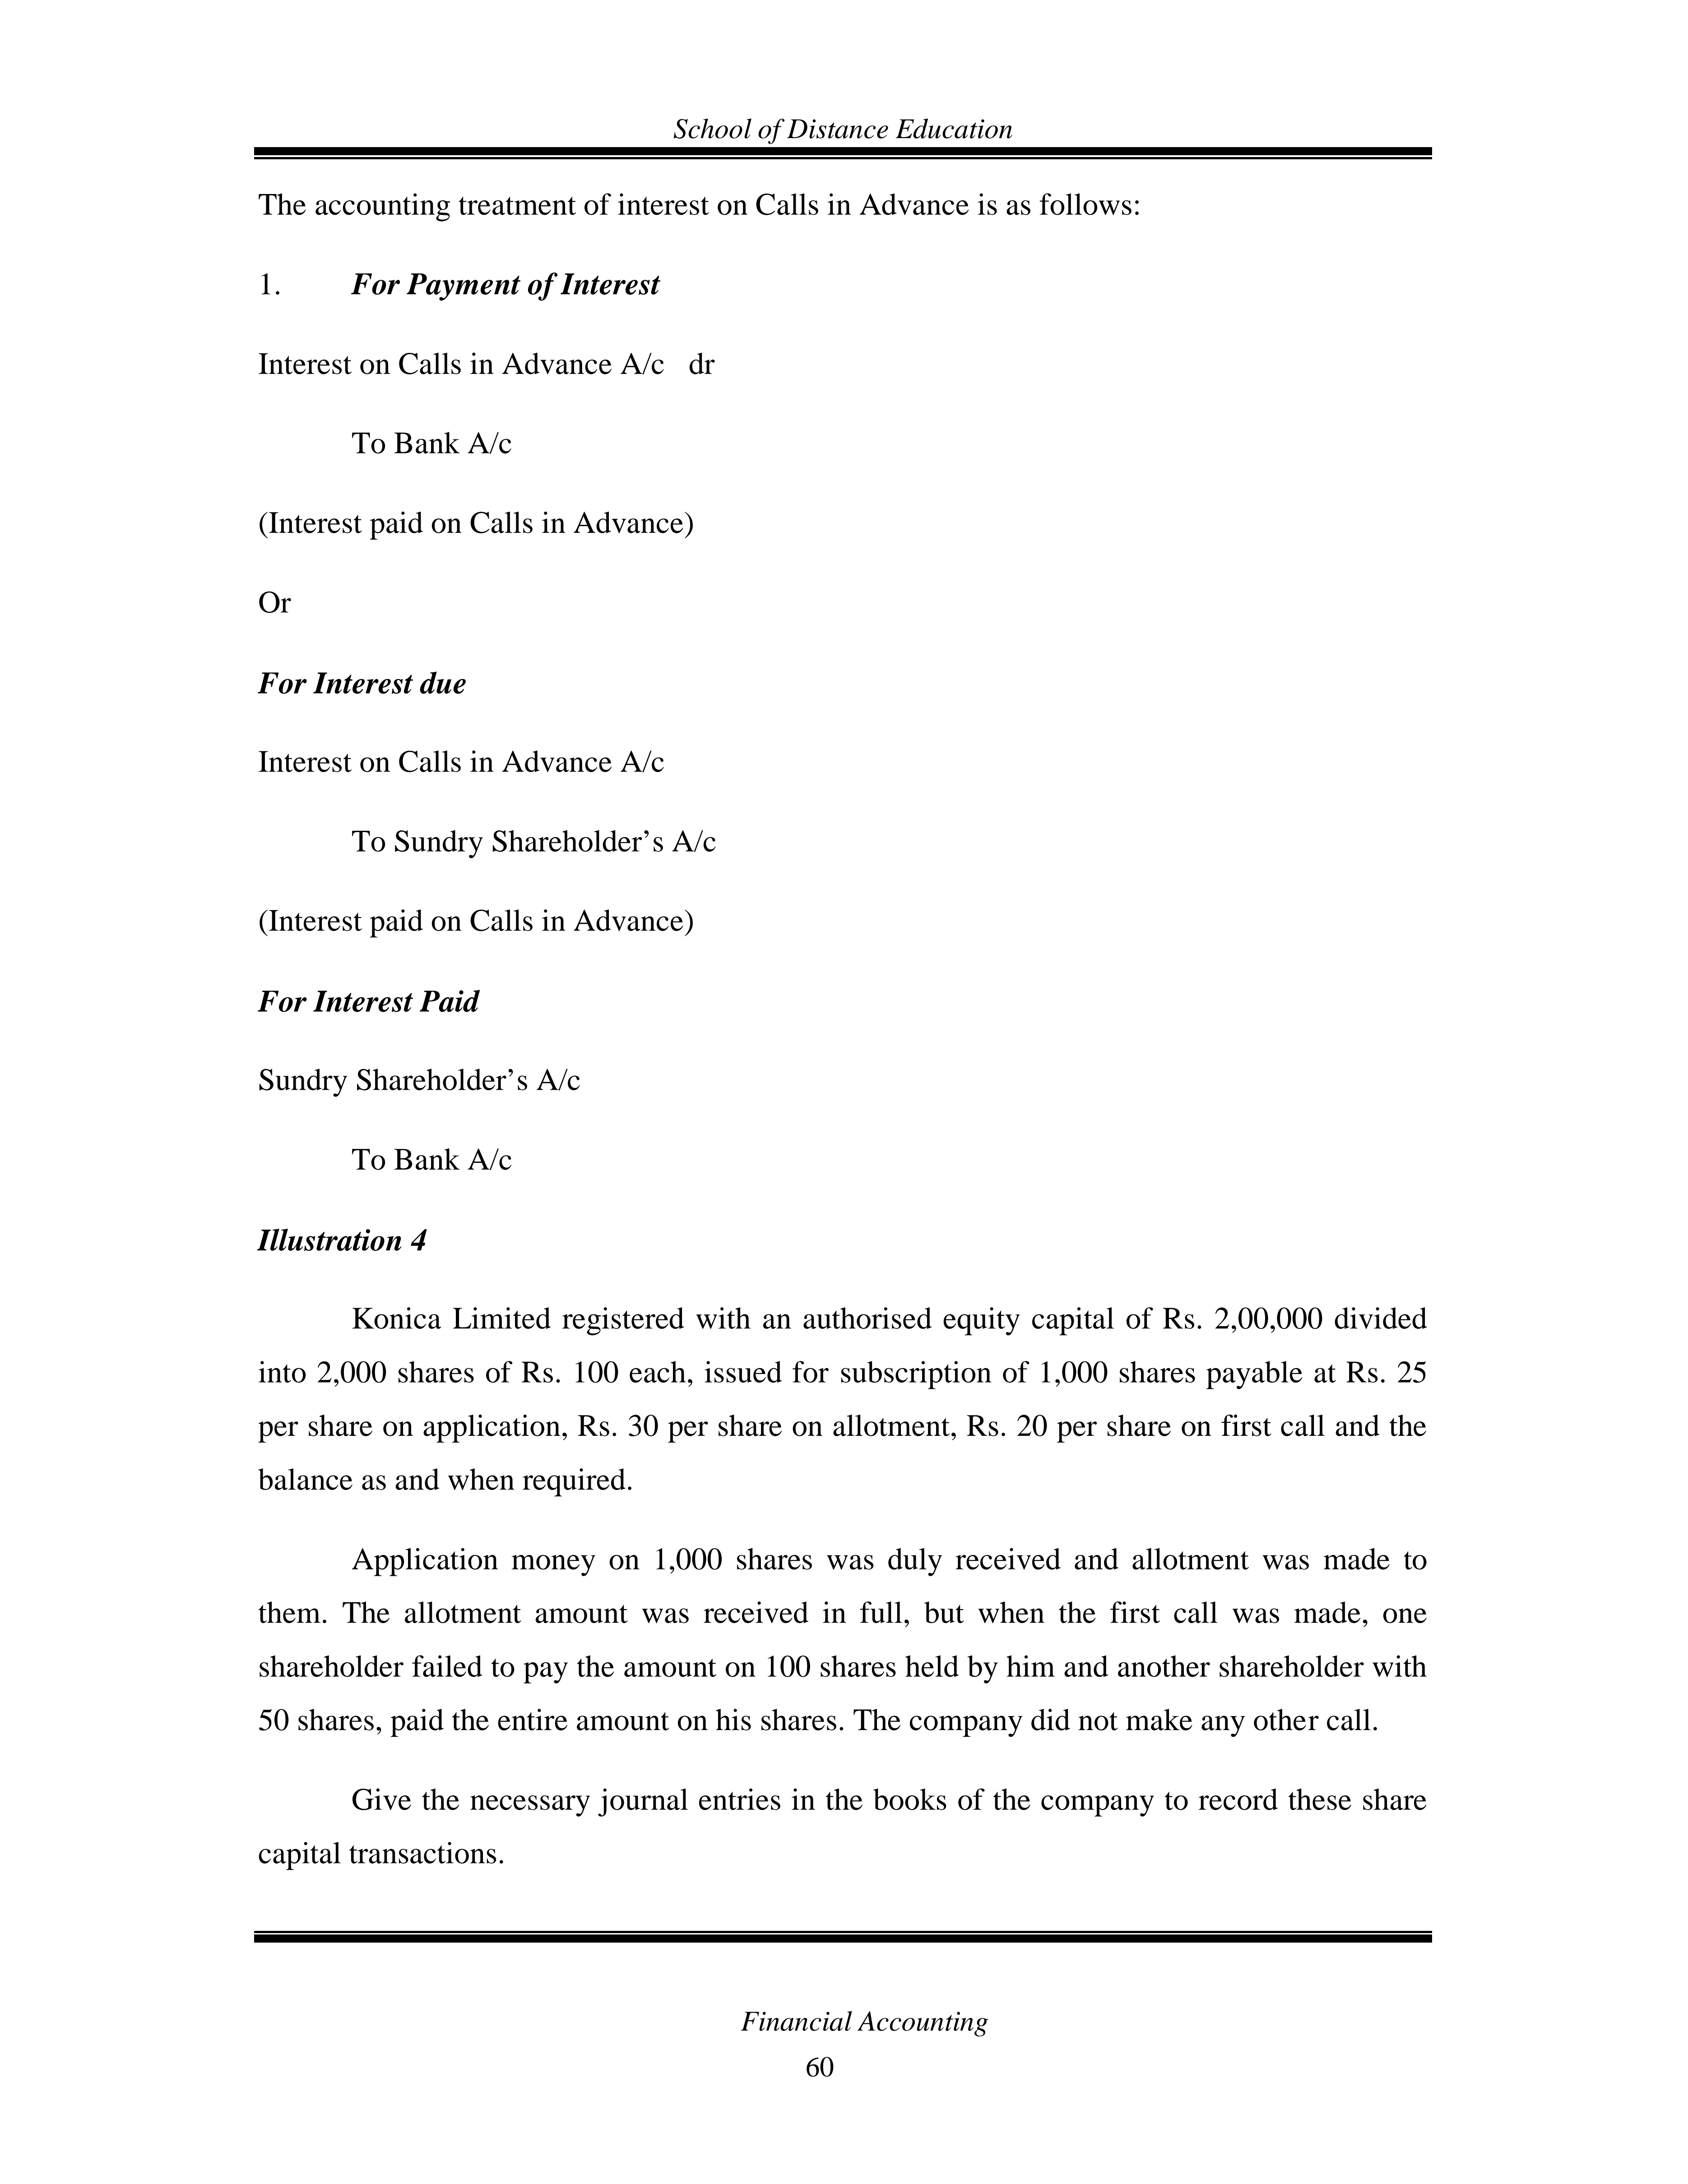 School of Distance Education
The accounting treatment of interest on Calls in Advance is as follows:
1. For Payment of Interest
Interest on Calls in Advance A/c dr
To Bank A/c
(Interest paid on Calls in Advance)
Or
For Interest due
Interest on Calls in Advance A/c
To Sundry Shareholder’s A/c
(Interest paid on Calls in Advance)
For Interest Paid
Sundry Shareholder’s A/c
To Bank A/c
Illustration 4
Konica Limited registered with an authorised equity capital of Rs. 2,00,000 divided
into 2,000 shares of Rs. 100 each, issued for subscription of 1,000 shares payable at Rs. 25
per share on application, Rs. 30 per share on allotment, Rs. 20 per share on first call and the
balance as and when required.
Application money on 1,000 shares was duly received and allotment was made to
them. The allotment amount was received in full, but when the first call was made, one
shareholder failed to pay the amount on 100 shares held by him and another shareholder with
50 shares, paid the entire amount on his shares. The company did not make any other call.
Give the necessary journal entries in the books of the company to record these share
capital transactions.
Financial Accounting
60